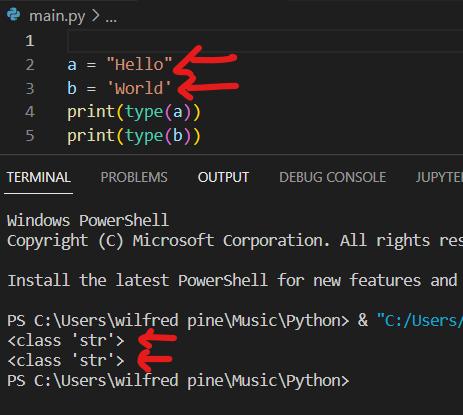 main.py > ...
1
2 a = "Hello"
3 b = 'World'
4 print(type(a))
5 print(type(b))
TERMINAL PROBLEMS OUTPUT DEBUG CONSOLE JUPYTE
Windows PowerShell
Copyright (C) Microsoft Corporation. All rights res
Install the latest PowerShell for new features and
PS C:\Users\wilfred pine\Music\Python> & "C:/Users/
<class 'str'>
<class 'str'>
PS C:\Users\wilfred pine\Music\Python>